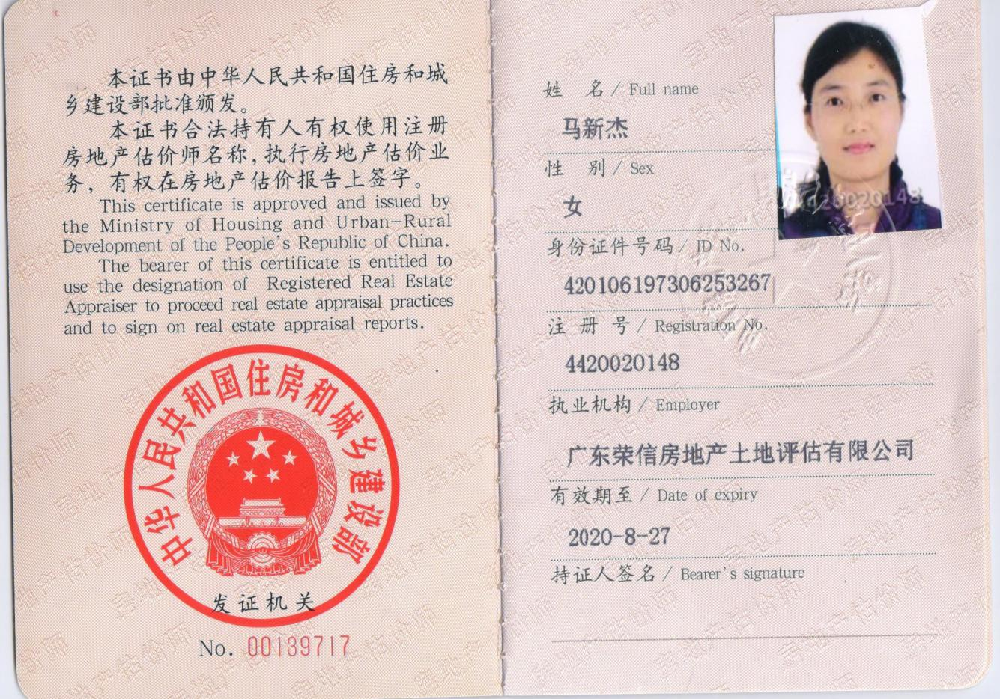 本证书由中华人民共和国住房和城
乡建设部批准颁发。
本证书合法持有人有权使用注册
房地产估价师名称,执行房地产估价业
务，有权在房地产估价报告上签字。
This certificate is approved and issued by
the Ministry of Housing and Urban-Rural
Development of the People's Republic of China.
The bearer of this certificate is entitled to
use the designation of Registered Real Estate
Appraiser to proceed real estate appraisal practices
and to sign on real estate appraisal reports.
中华人民共和国住房和城乡建设部
发证机关
No. 00139717
姓 名 / Full name
马新杰
性 别 / Sex
女
身份证件号码 / ID No.
420106197306253267
注 册 号 / Registration No.
4420020148
执业机构 / Employer
广东荣信房地产土地评估有限公司
有效期至 / Date of expiry
2020-8-27
持证人签名 / Bearer's signature